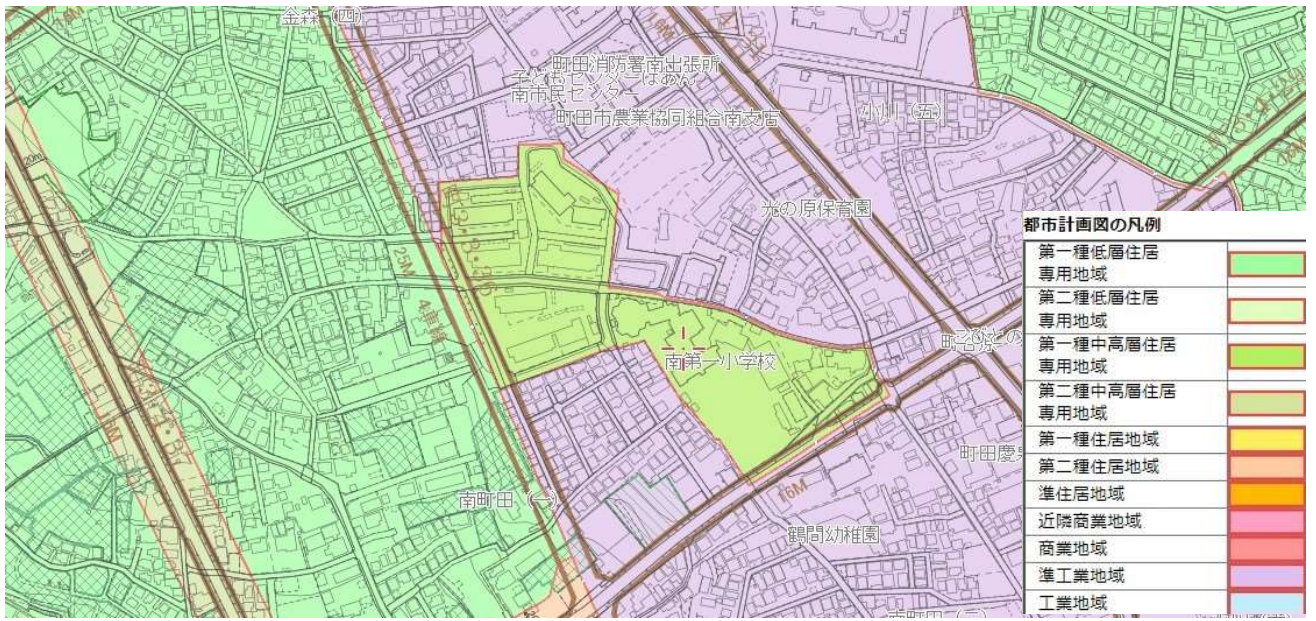 金森（四）
16M
町田消防署南出張所
子どもセンターばあん
南市民センター
町田市農業協同組合南支店
小川（五）
20m
光の原保育園
25M
4車線
南第一小学校
町田慶
16M
16M
南町田（一）
鶴間幼稚園
南町田（二）
都市計画図の凡例
第一種低層住居
専用地域
第二種低層住居
専用地域
第一種中高層住居
専用地域
第二種中高層住居
専用地域
第一種住居地域
第二種住居地域
準住居地域
近隣商業地域
商業地域
準工業地域
工業地域